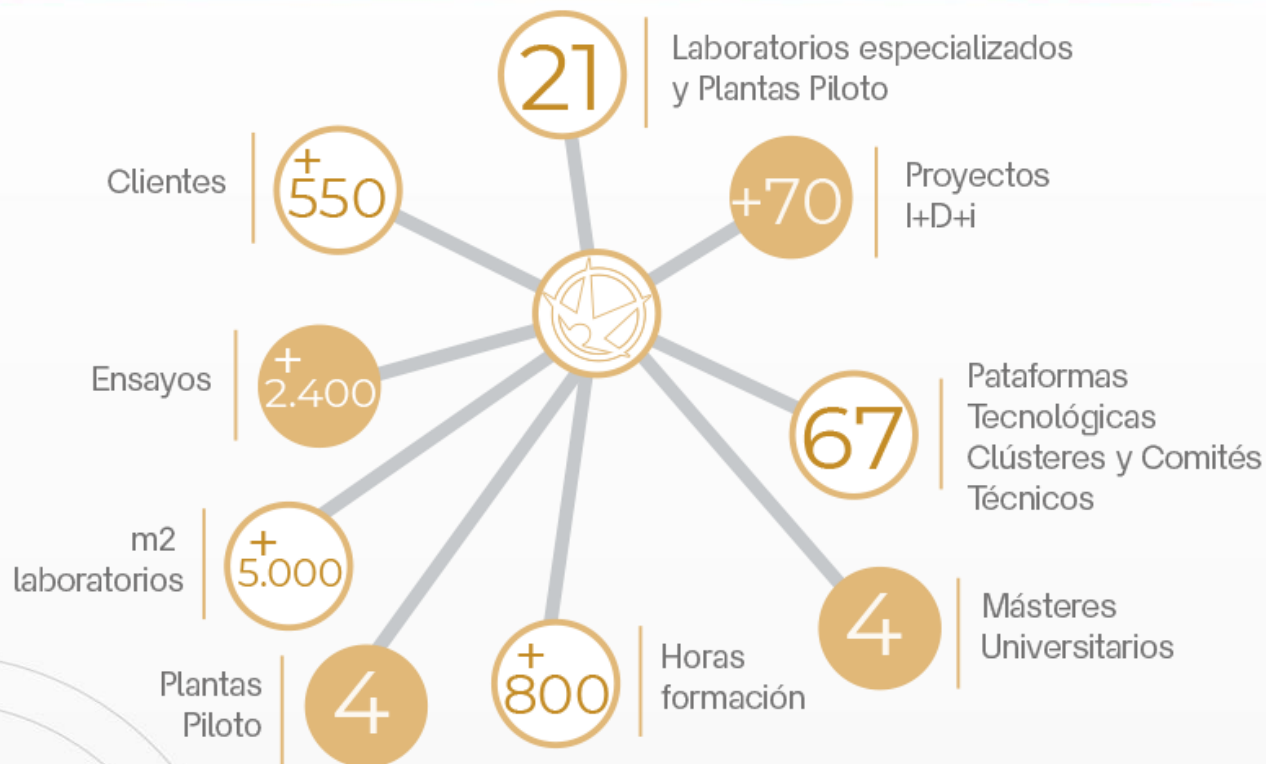 21
Laboratorios especializados
y Plantas Piloto
+70
Proyectos
I+D+i
67
Pataformas
Tecnológicas
Clústeres y Comités
Técnicos
4
Másteres
Universitarios
+
800
Horas
formación
4
Plantas
Piloto
+
5.000
m2
laboratorios
+
2.400
Ensayos
+
550
Clientes